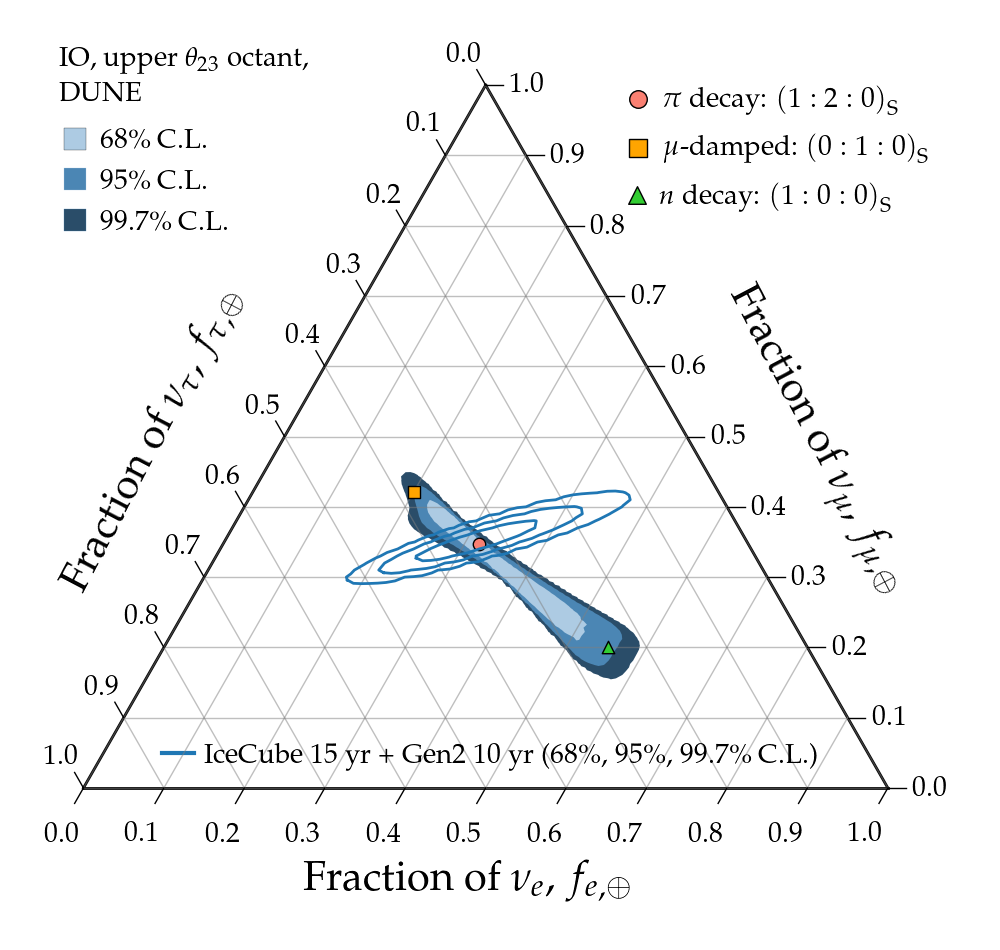 IO, upper θ23 octant,
DUNE
68% C.L.
95% C.L.
99.7% C.L.
π decay: (1 : 2 : 0)S
μ-damped: (0 : 1 : 0)S
n decay: (1 : 0 : 0)S
Fraction of ντ, fτ,⊕
0.0
0.1
0.2
0.3
0.4
0.5
0.6
0.7
0.8
0.9
1.0
Fraction of νμ, fμ,⊕
1.0
0.9
0.8
0.7
0.6
0.5
0.4
0.3
0.2
0.1
0.0
IceCube 15 yr + Gen2 10 yr (68%, 95%, 99.7% C.L.)
0.0 0.1 0.2 0.3 0.4 0.5 0.6 0.7 0.8 0.9 1.0
Fraction of νe, fe,⊕